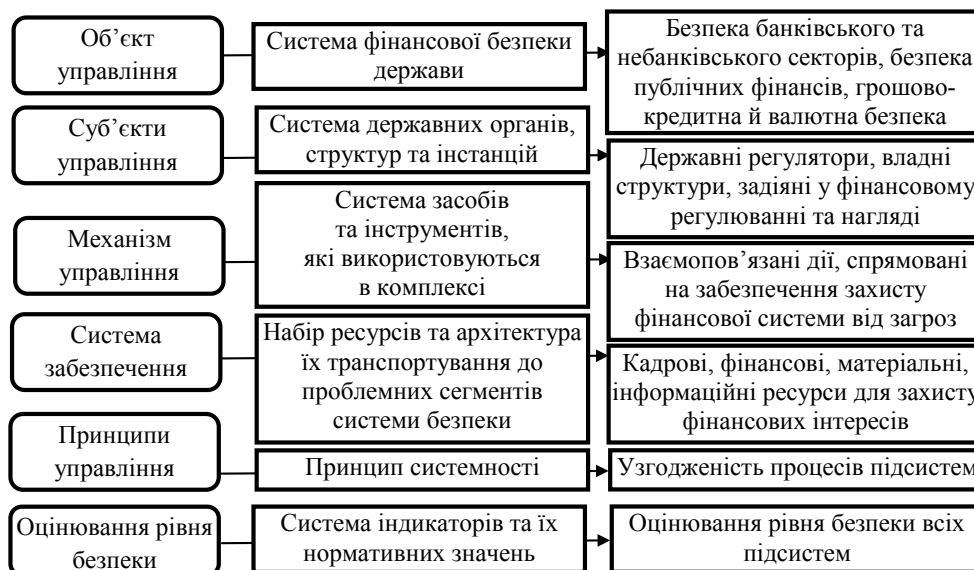 Об’єкт
управління
Система фінансової безпеки
держави
Безпека банківського та
небанківського секторів, безпека
публічних фінансів, грошово-
кредитна й валютна безпека
Суб’єкти
управління
Система державних органів,
структур та інстанцій
Державні регулятори, владні
структури, задіяні у фінансовому
регулюванні та нагляді
Механізм
управління
Система засобів
та інструментів,
які використовуються
в комплексі
Взаємопов’язані дії, спрямовані
на забезпечення захисту
фінансової системи від загроз
Система
забезпечення
Набір ресурсів та архітектура
їх транспортування до
проблемних сегментів
системи безпеки
Кадрові, фінансові, матеріальні,
інформаційні ресурси для захисту
фінансових інтересів
Принципи
управління
Принцип системності
Узгодженість процесів підсистем
Оцінювання рівня
безпеки
Система індикаторів та їх
нормативних значень
Оцінювання рівня безпеки всіх
підсистем